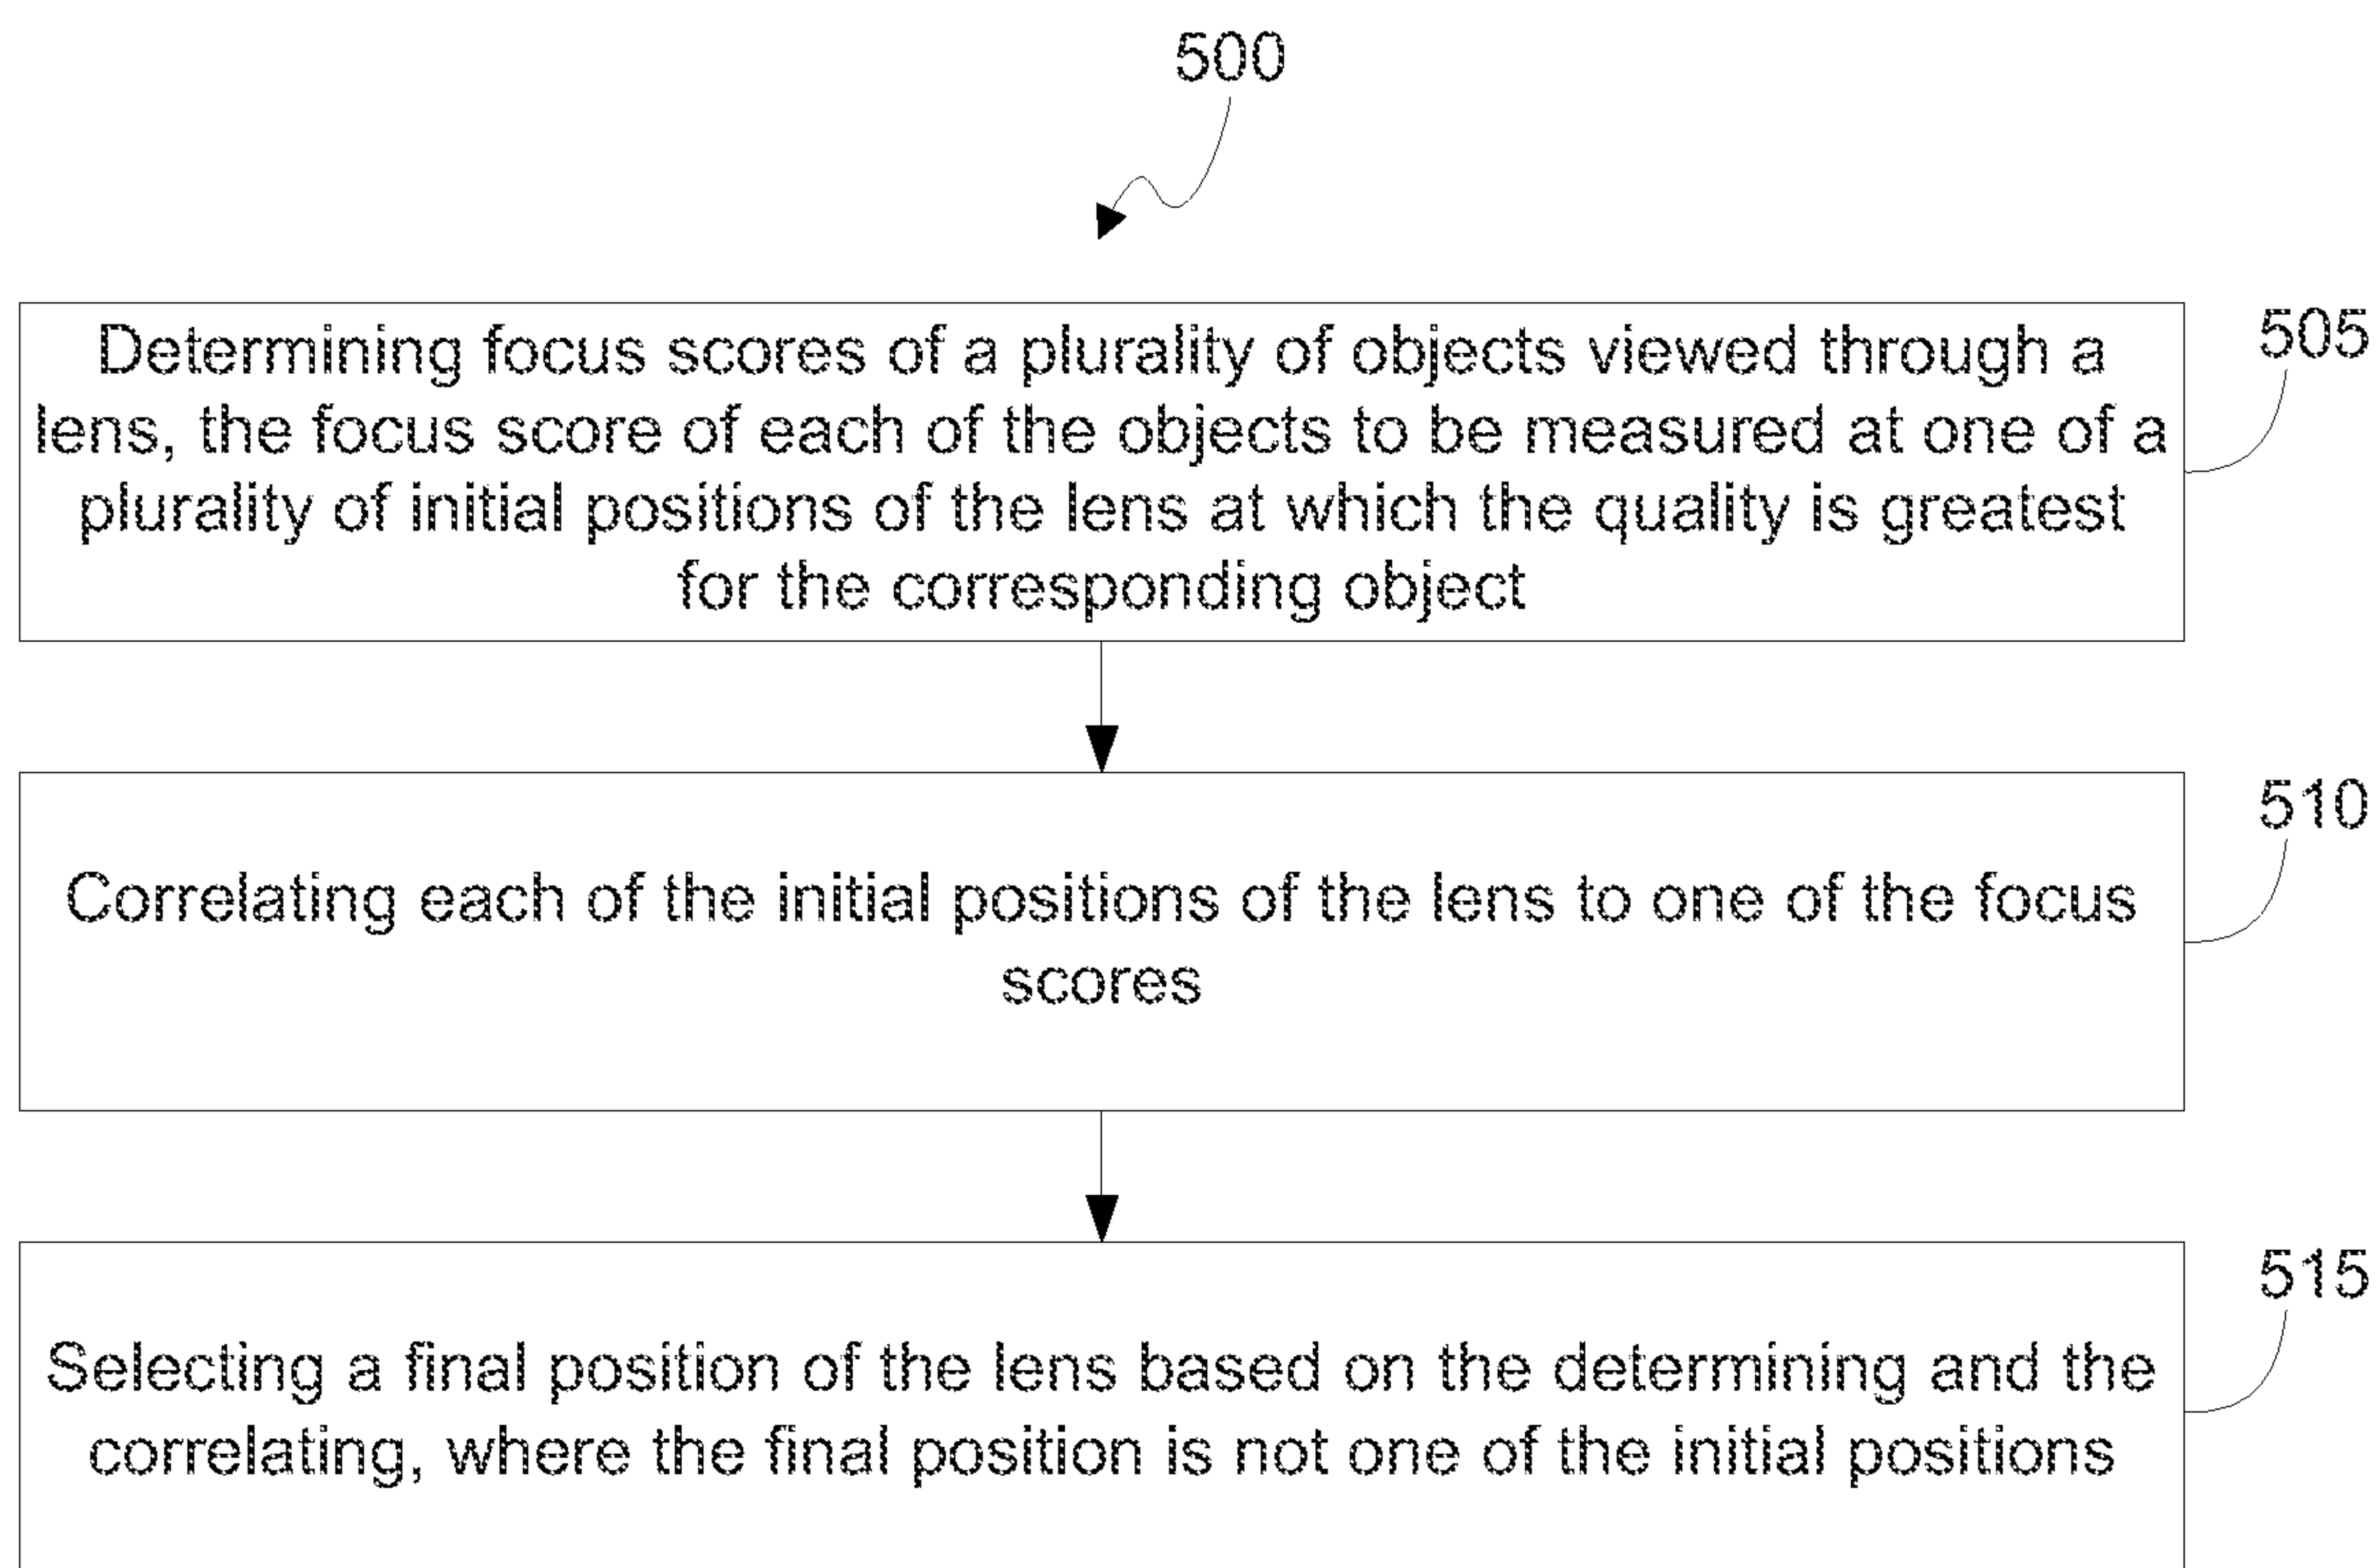 500
Determining focus scores of a plurality of objects viewed through a
lens, the focus score of each of the objects to be measured at one of a
plurality of initial positions of the lens at which the quality is greatest
for the corresponding object
505
Correlating each of the initial positions of the lens to one of the focus
scores
510
Selecting a final position of the lens based on the determining and the
correlating, where the final position is not one of the initial positions
515